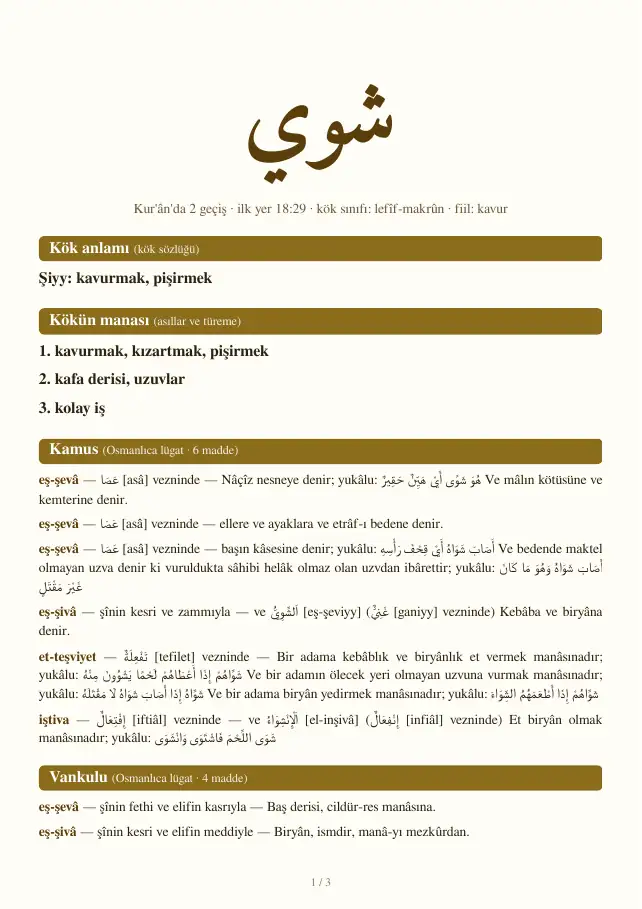 شوي
Kur'ân'da 2 geçiş · ilk yer 18:29 · kök sınıfı: lefîf-makrûn · fiil: kavur
Kök anlamı (kök sözlüğü)
Şiyy: kavurmak, pişirmek
Kökün manası (asıllar ve türeme)
1. kavurmak, kızartmak, pişirmek
2. kafa derisi, uzuvlar
3. kolay iş
Kamus (Osmanlıca lügat · 6 madde)
eş-şevâ — عَصَا [asâ] vezninde — Nâçîz nesneye denir; yukâlu: هُوَ شَوًى أَيْ هَيِّنٌ حَقِيرٌ Ve mâlın kötüsüne ve
kemterine denir.
eş-şevâ — عَصَا [asâ] vezninde — ellere ve ayaklara ve etrâf-ı bedene denir.
eş-şevâ — عَصَا [asâ] vezninde — başın kâsesine denir; yukâlu: أَصَابَ شَوَاهُ أَيْ قِحْفَ رَأْسِهِ Ve bedende maktel
olmayan uzva denir ki vuruldukta sâhibi helâk olmaz olan uzvdan ibârettir; yukâlu: أَصَابَ شَوَاهُ وَهُوَ مَا كَانَ
غَيْرَ مَقْتَلٍ
eş-şivâ — şînin kesri ve zammıyla — ve اَلشَّوِيُّ [eş-şeviyy] (غَنِيٌّ [ganiyy] vezninde) Kebâba ve biryâna
denir.
et-teşviyet — تَفْعِلَةٌ [tefilet] vezninde — Bir adama kebâblık ve biryânlık et vermek manâsınadır;
yukâlu: شَوَّاهُمْ إِذَا أَعْطَاهُمْ لَحْمًا يَشْوُونَ مِنْهُ Ve bir adamın ölecek yeri olmayan uzvuna vurmak manâsınadır;
yukâlu: شَوَّاهُ إِذَا أَصَابَ شَوَاهُ لَا مَقْتَلَهُ Ve bir adama biryân yedirmek manâsınadır; yukâlu: شَوَّاهُمْ إِذَا أَطْعَمَهُمُ الشِّوَاءَ
iştiva — إِفْتِعَالٌ [iftiâl] vezninde — ve اَلْإِنْشِوَاءُ [el-inşivâ] (إِنْفِعَالٌ [infiâl] vezninde) Et biryân olmak
manâsınadır; yukâlu: شَوَى اللَّحْمَ فَاشْتَوَى وَانْشَوَى
Vankulu (Osmanlıca lügat · 4 madde)
eş-şevâ — şînin fethi ve elifin kasrıyla — Baş derisi, cildür-res manâsına.
eş-şivâ — şînin kesri ve elifin meddiyle — Biryân, ismdir, manâ-yı mezkûrdan.
1 / 3